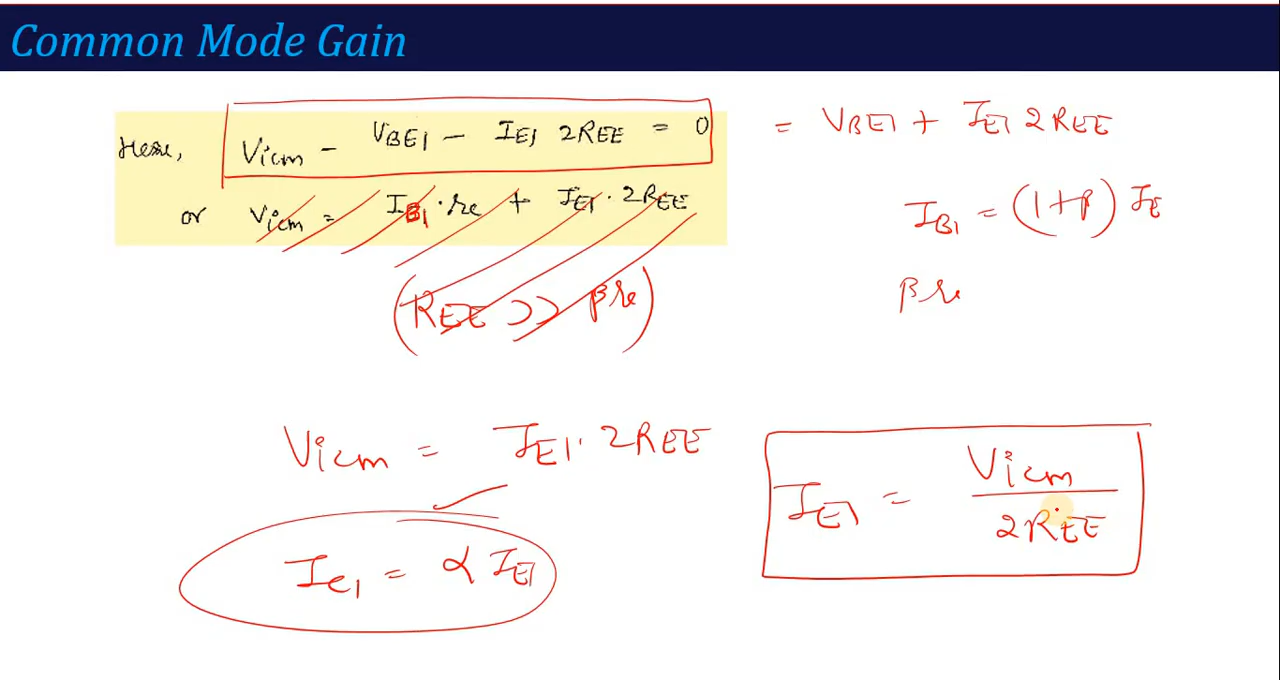 Common Mode Gain
Here, Vicm - VBE1 - IE1 2REE = 0
= VBE1 + IE1 2REE
or Vicm = IB1 · re + IE1 · 2REE
IB1 = (1+β) IE
(REE >> βre)
βre
Vicm = IE1 · 2REE
IE1 = Vicm / 2REE
IC1 = α IE1